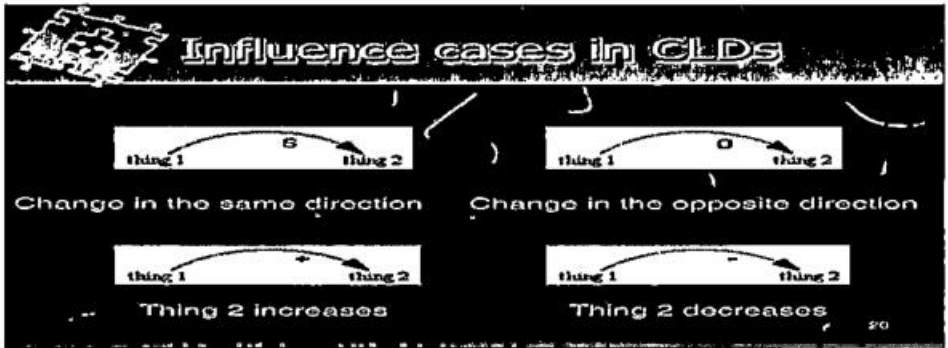 Influence cases in CLDs
thing 1 S thing 2
thing 1 O thing 2
Change in the same direction
Change in the opposite direction
thing 1 + thing 2
thing 1 - thing 2
Thing 2 increases
Thing 2 decreases
20